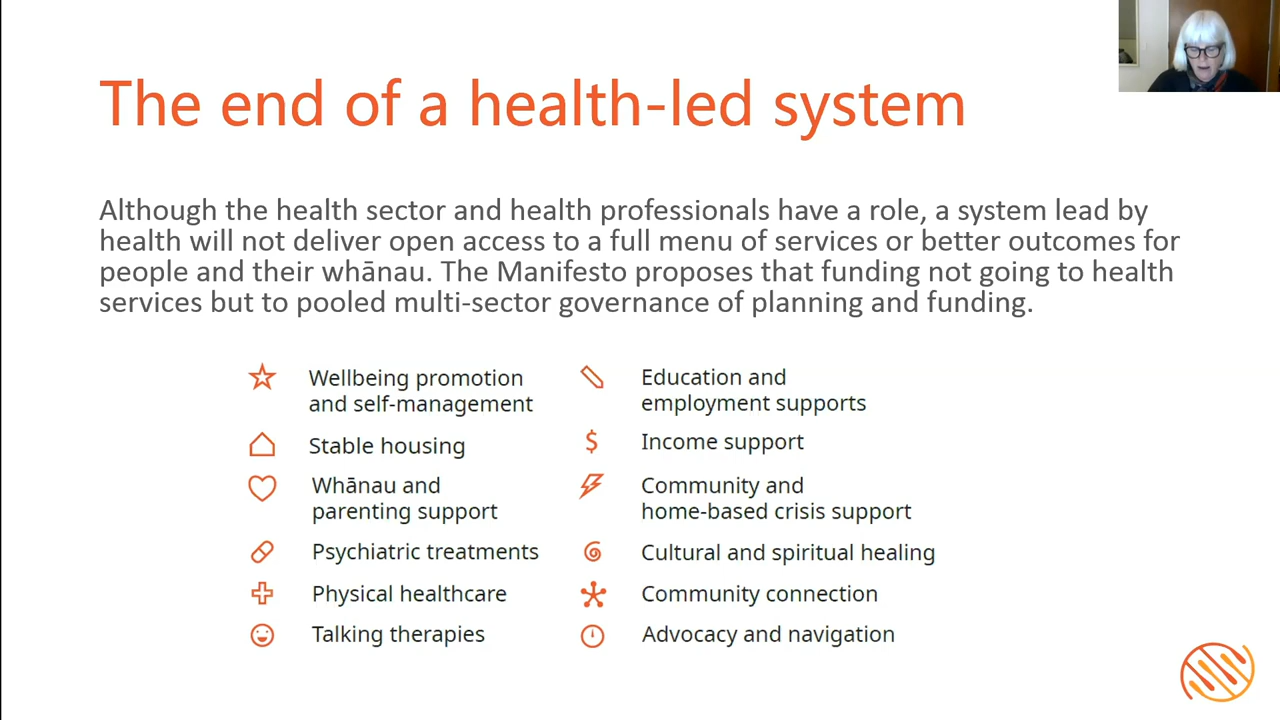 The end of a health-led system
Although the health sector and health professionals have a role, a system lead by
health will not deliver open access to a full menu of services or better outcomes for
people and their whānau. The Manifesto proposes that funding not going to health
services but to pooled multi-sector governance of planning and funding.
Wellbeing promotion
and self-management
Stable housing
Whānau and
parenting support
Psychiatric treatments
Physical healthcare
Talking therapies
Education and
employment supports
$
Income support
Community and
home-based crisis support
Cultural and spiritual healing
Community connection
Advocacy and navigation